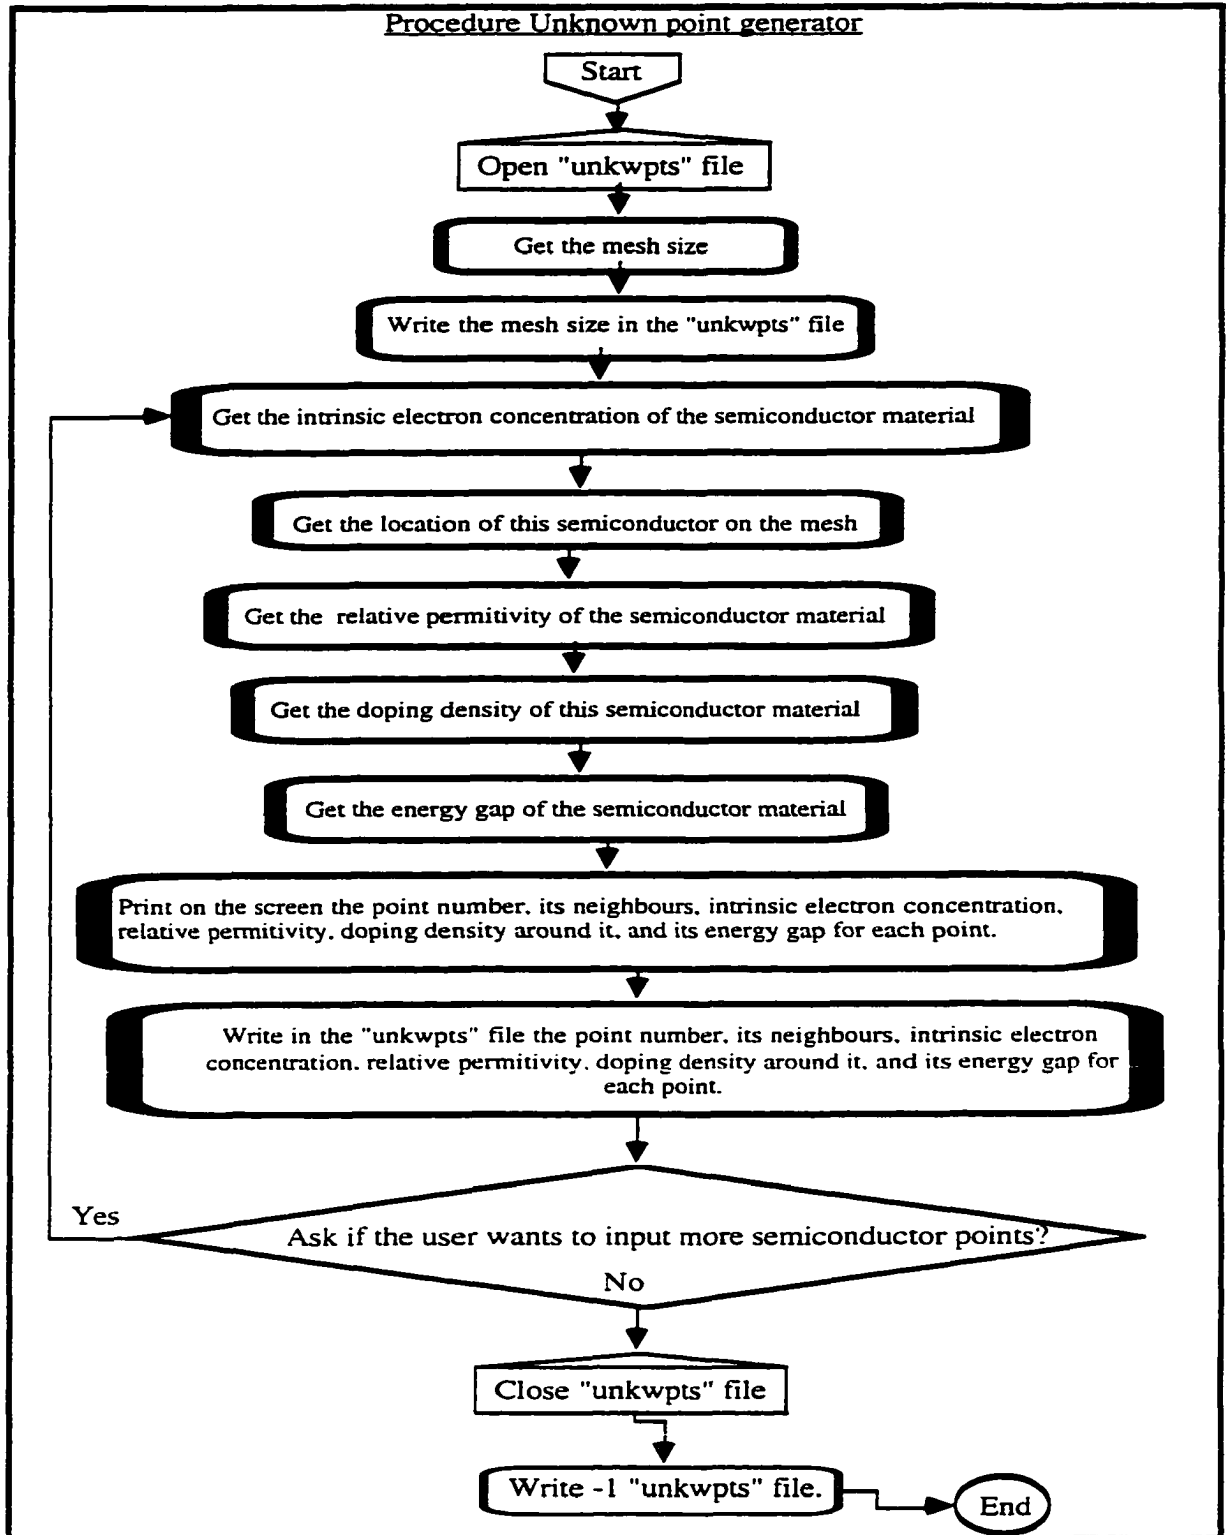 Procedure Unknown point generator
Start
Open "unkwpts" file
Get the mesh size
Write the mesh size in the "unkwpts" file
Get the intrinsic electron concentration of the semiconductor material
Get the location of this semiconductor on the mesh
Get the relative permitivity of the semiconductor material
Get the doping density of this semiconductor material
Get the energy gap of the semiconductor material
Print on the screen the point number, its neighbours, intrinsic electron concentration,
relative permitivity, doping density around it, and its energy gap for each point.
Write in the "unkwpts" file the point number, its neighbours, intrinsic electron
concentration, relative permitivity, doping density around it, and its energy gap for
each point.
Yes
Ask if the user wants to input more semiconductor points?
No
Close "unkwpts" file
Write -1 "unkwpts" file.
End